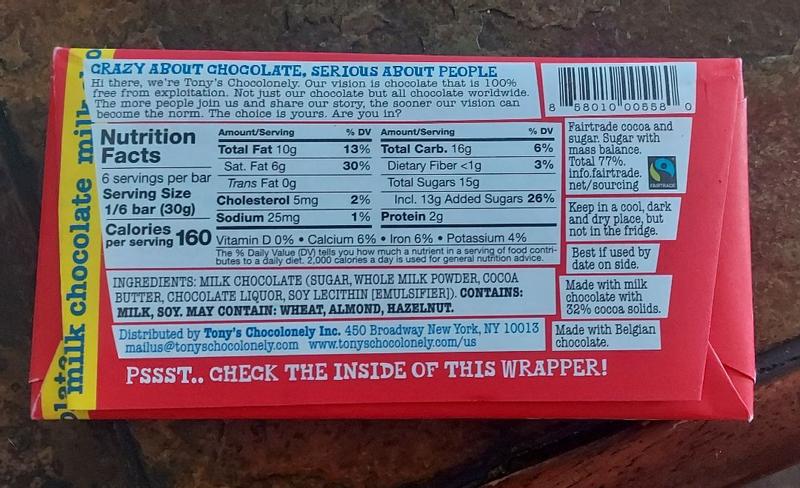 CRAZY ABOUT CHOCOLATE, SERIOUS ABOUT PEOPLE
Hi there, we're Tony's Chocolonely. Our vision is chocolate that is 100%
free from exploitation. Not just our chocolate but all chocolate worldwide.
The more people join us and share our story, the sooner our vision can
become the norm. The choice is yours. Are you in?
8 58010 00558 0
Nutrition
Facts
6 servings per bar
Serving Size
1/6 bar (30g)
Calories
per serving 160
Amount/Serving % DV
Total Fat 10g 13%
Sat. Fat 6g 30%
Trans Fat 0g
Cholesterol 5mg 2%
Sodium 25mg 1%
Amount/Serving % DV
Total Carb. 16g 6%
Dietary Fiber <1g 3%
Total Sugars 15g
Incl. 13g Added Sugars 26%
Protein 2g
Vitamin D 0% • Calcium 6% • Iron 6% • Potassium 4%
The % Daily Value (DV) tells you how much a nutrient in a serving of food contri-
butes to a daily diet. 2,000 calories a day is used for general nutrition advice.
INGREDIENTS: MILK CHOCOLATE (SUGAR, WHOLE MILK POWDER, COCOA
BUTTER, CHOCOLATE LIQUOR, SOY LECITHIN [EMULSIFIER]). CONTAINS:
MILK, SOY. MAY CONTAIN: WHEAT, ALMOND, HAZELNUT.
Distributed by Tony's Chocolonely Inc. 450 Broadway New York, NY 10013
mailus@tonyschocolonely.com www.tonyschocolonely.com/us
PSSST.. CHECK THE INSIDE OF THIS WRAPPER!
Fairtrade cocoa and
sugar. Sugar with
mass balance.
Total 77%.
info.fairtrade.
net/sourcing
FAIRTRADE
Keep in a cool, dark
and dry place, but
not in the fridge.
Best if used by
date on side.
Made with milk
chocolate with
32% cocoa solids.
Made with Belgian
chocolate.
milk chocolate milk